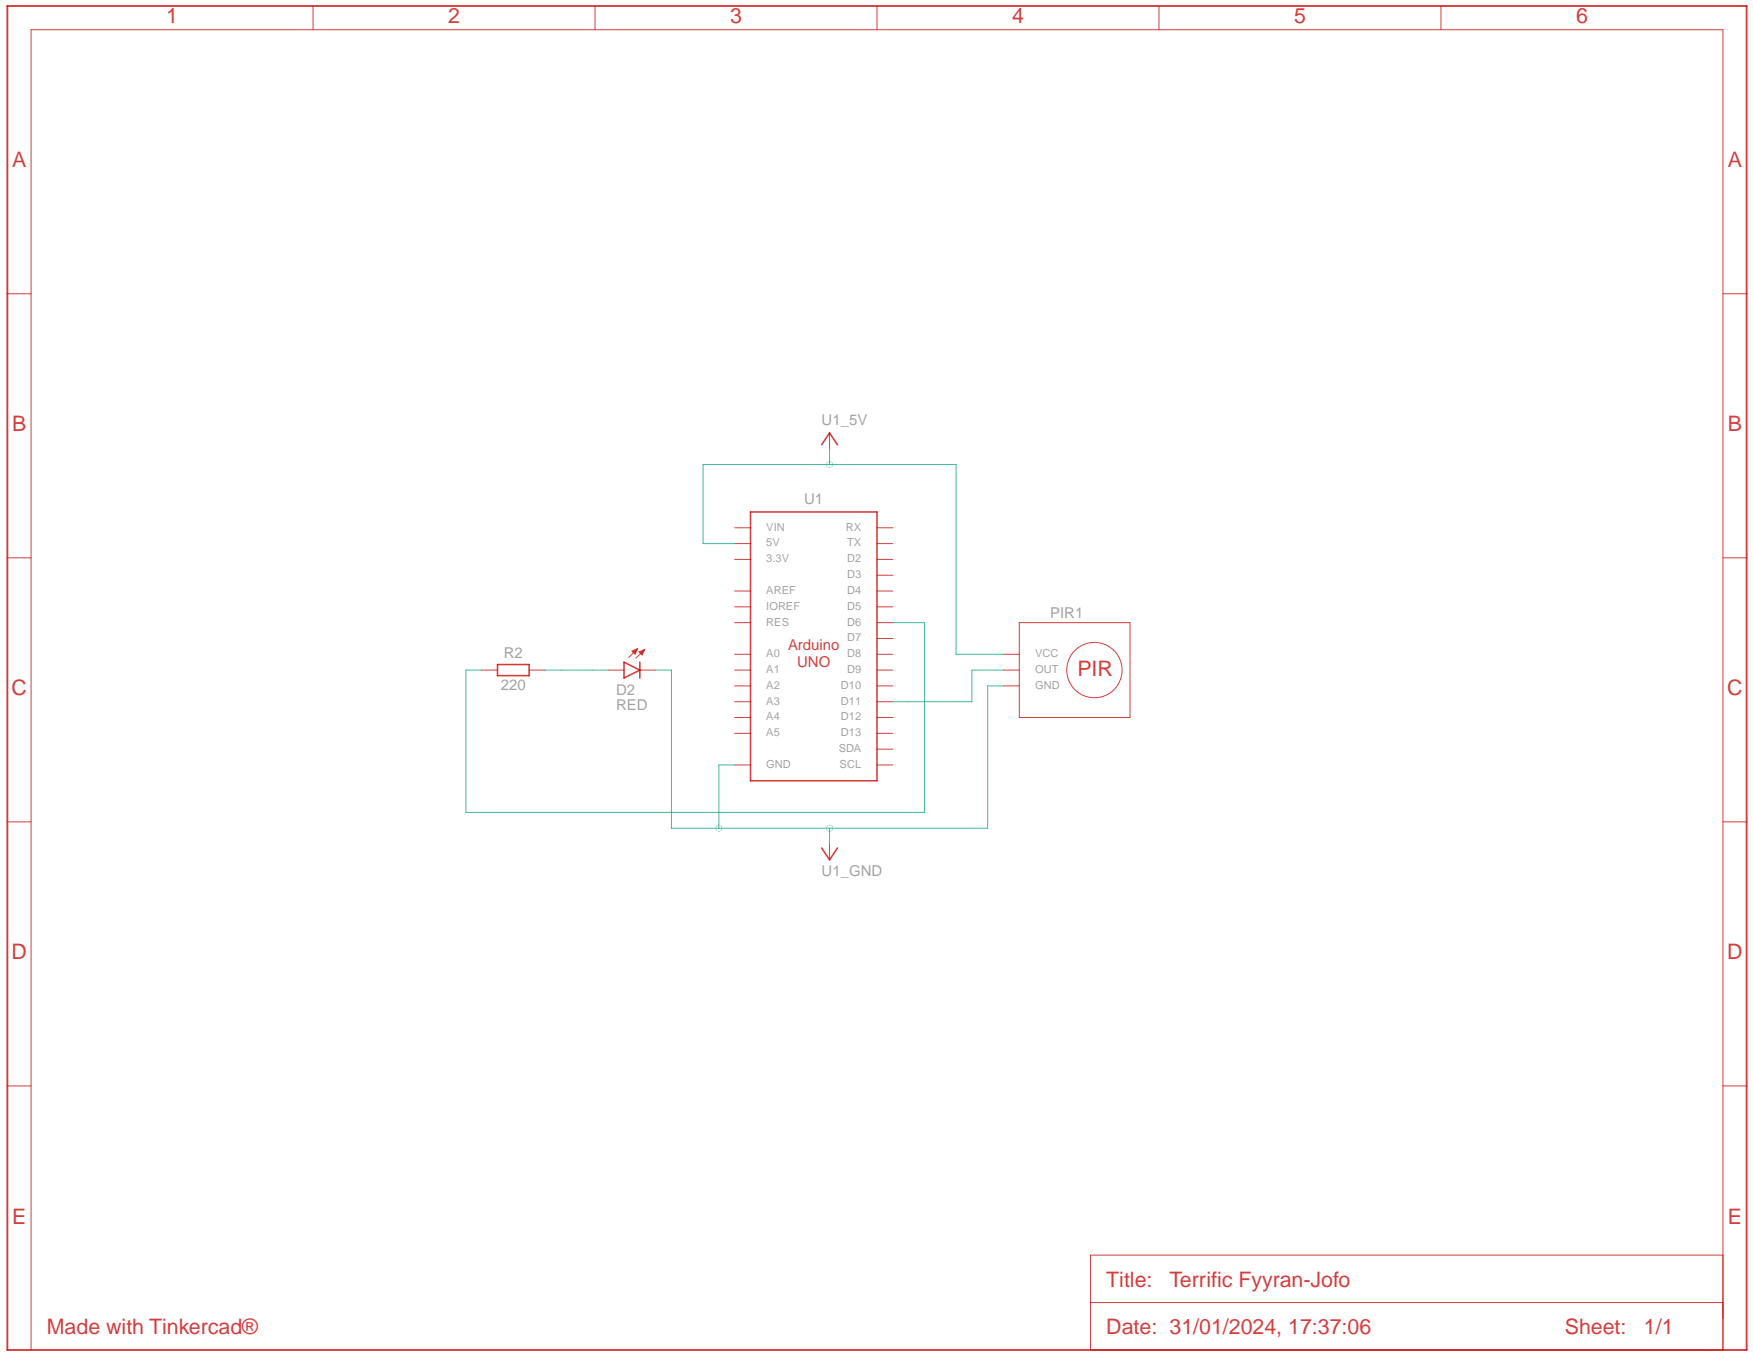 1 2 3 4 5 6
A A
B B
U1_5V
U1
VIN RX
5V TX
3.3V D2
D3
AREF D4
IOREF D5
RES D6
D7
Arduino
UNO
A0 D8
A1 D9
A2 D10
A3 D11
A4 D12
A5 D13
SDA
GND SCL
PIR1
VCC
OUT
GND
PIR
R2
220
D2
RED
C C
U1_GND
D D
E E
Title: Terrific Fyyran-Jofo
Made with Tinkercad®
Date: 31/01/2024, 17:37:06 Sheet: 1/1